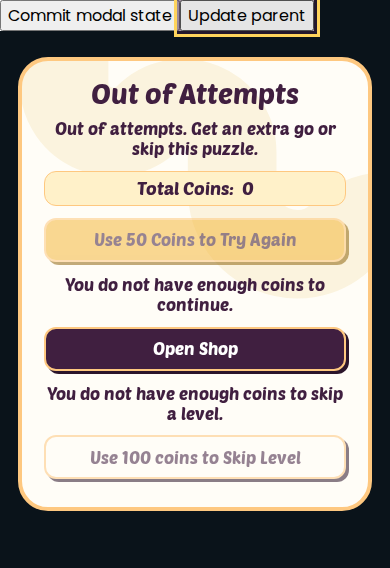 Commit modal state Update parent
Out of Attempts
Out of attempts. Get an extra go or
skip this puzzle.
Total Coins: 0
Use 50 Coins to Try Again
You do not have enough coins to
continue.
Open Shop
You do not have enough coins to skip
a level.
Use 100 coins to Skip Level